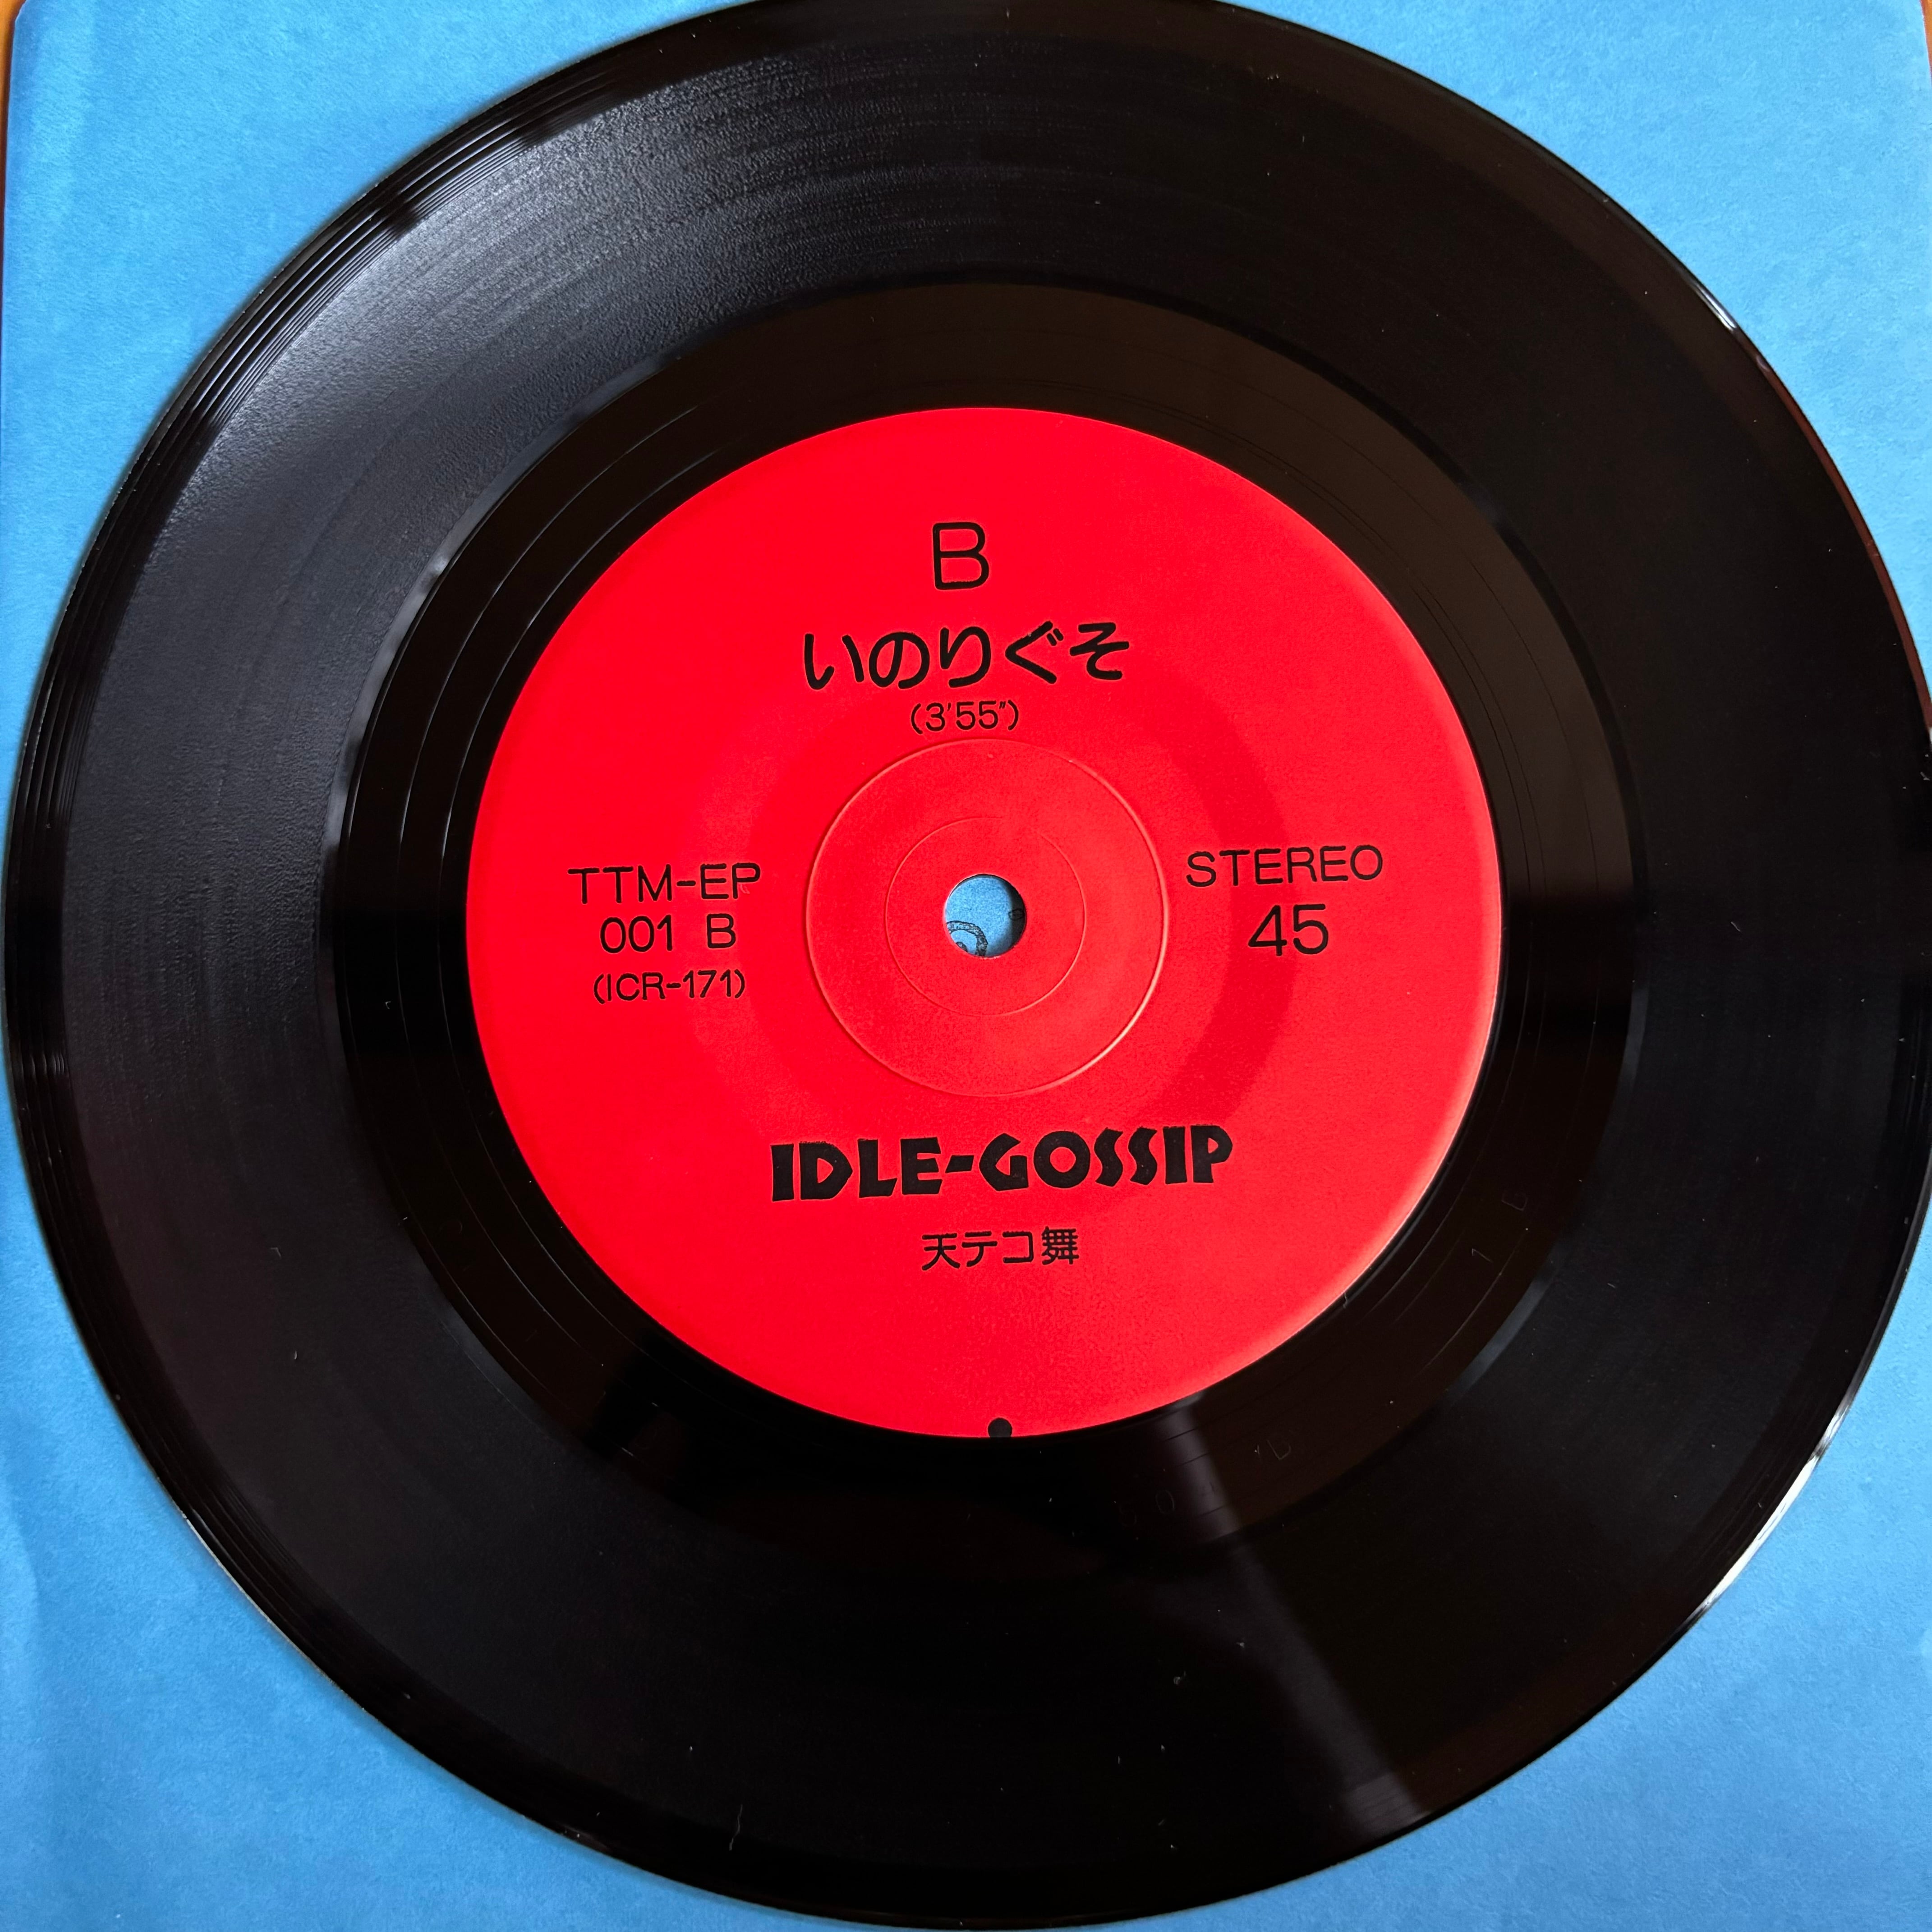 B
いのりぐそ
(3'55")
TTM-EP
001 B
(ICR-171)
STEREO
45
IDLE-GOSSIP
天テコ舞